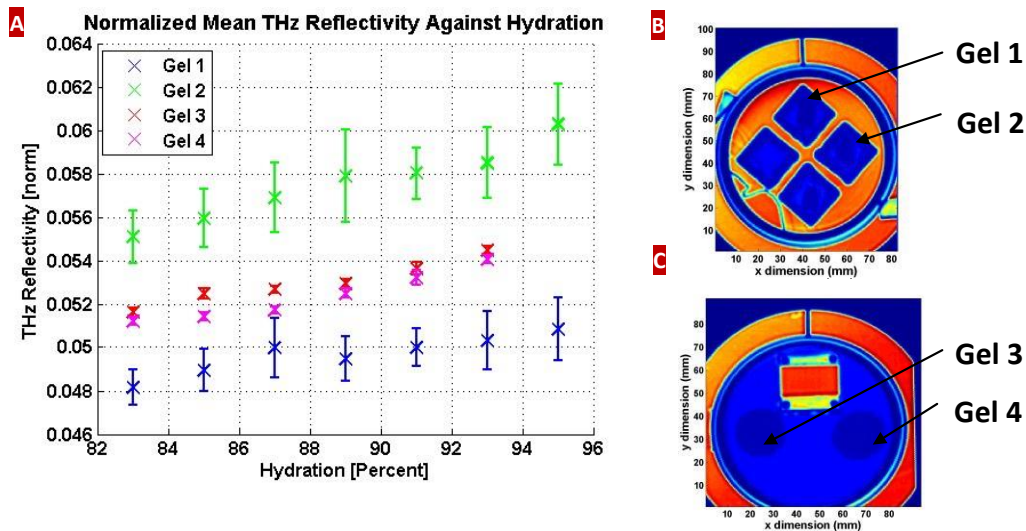 A
Normalized Mean THz Reflectivity Against Hydration
0.064
0.062
0.06
0.058
0.056
0.054
0.052
0.05
0.048
0.046
THz Reflectivity [norm]
Gel 1
Gel 2
Gel 3
Gel 4
82 84 86 88 90 92 94 96
Hydration [Percent]
B
100
90
80
70
60
50
40
30
20
10
y dimension (mm)
10 20 30 40 50 60 70 80
x dimension (mm)
Gel 1
Gel 2
C
80
70
60
50
40
30
20
10
y dimension (mm)
10 20 30 40 50 60 70 80
x dimension (mm)
Gel 3
Gel 4